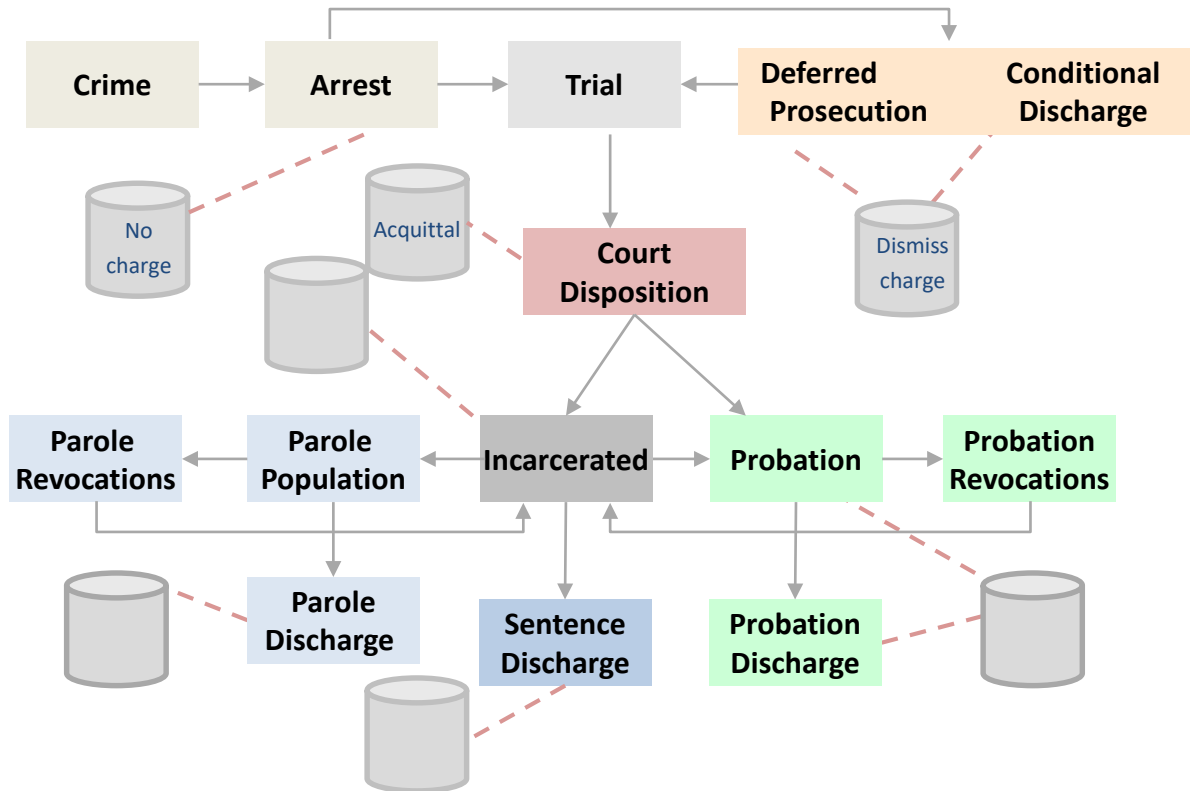 Crime
Arrest
Trial
Deferred
Prosecution
Conditional
Discharge
No
charge
Acquittal
Dismiss
charge
Court
Disposition
Parole
Revocations
Parole
Population
Incarcerated
Probation
Probation
Revocations
Parole
Discharge
Sentence
Discharge
Probation
Discharge